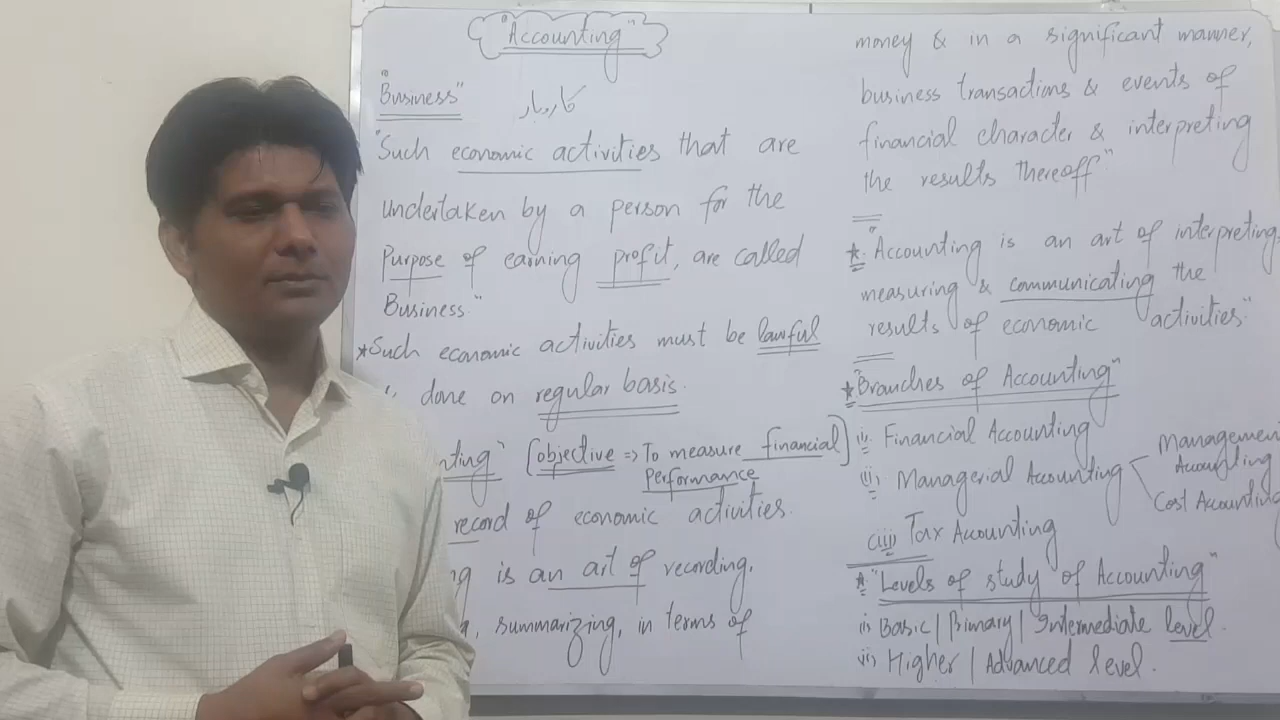 "Accounting"
"Business" کاروبار
"Such economic activities that are
undertaken by a person for the
Purpose of earning profit, are called
Business."
*Such economic activities must be lawful
& done on regular basis.
nting" [objective => To measure financial]
Performance
record of economic activities.
ng is an art of recording,
g, summarizing, in terms of
money & in a significant manner,
business transactions & events of
financial character & interpreting
the results thereoff"
*"Accounting is an art of interpreting,
measuring & communicating the
results of economic activities."
*"Branches of Accounting"
(i) Financial Accounting
(ii) Managerial Accounting
Management
Accounting
Cost Accounting
(iii) Tax Accounting
*"Levels of study of Accounting"
(i) Basic | Primary | Intermediate level.
(ii) Higher | Advanced level.